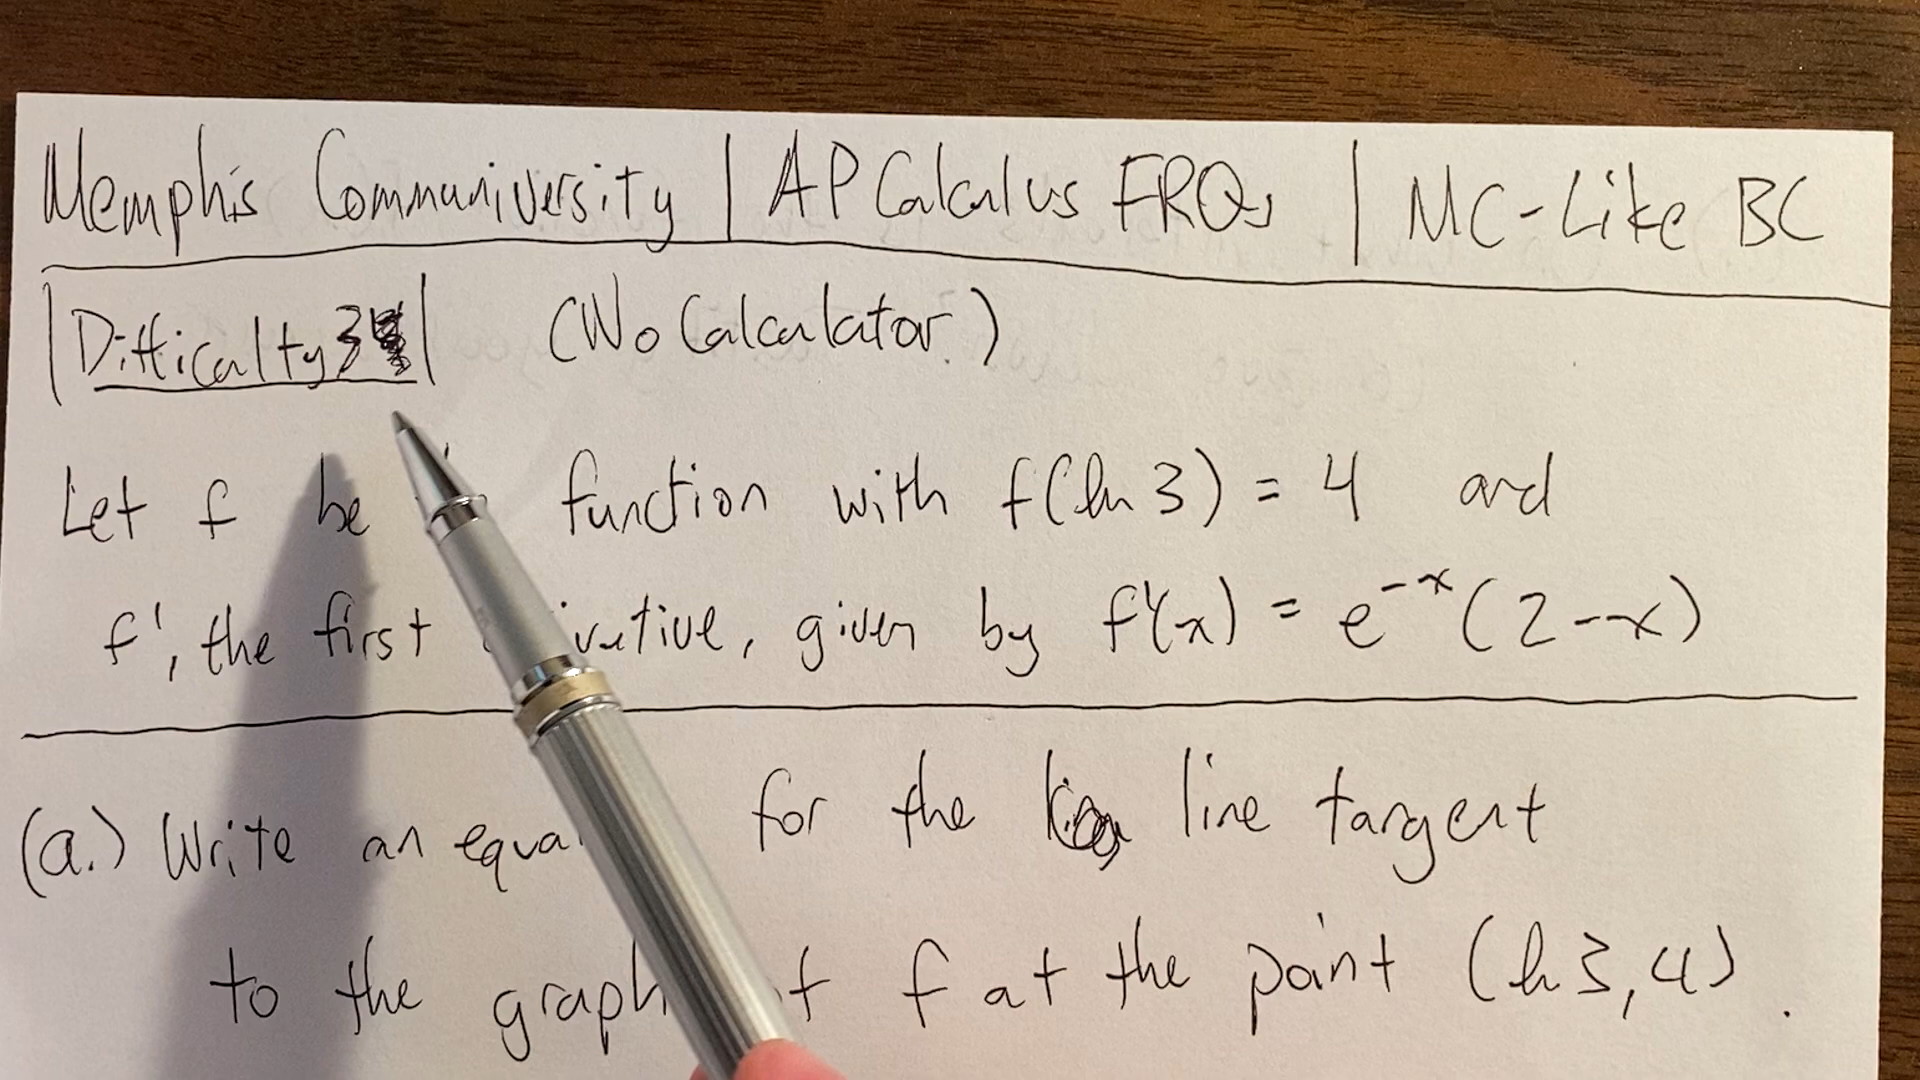 Memphis Communiversity | AP Calculus FRQs | MC-Like BC
Difficulty 3 (No Calculator.)
Let f be function with f(ln 3) = 4 and
f', the first given by f'(x) = e^{-x}(2-x)
(a.) Write an for the line tangent
to the graph f at the point (ln 3, 4).